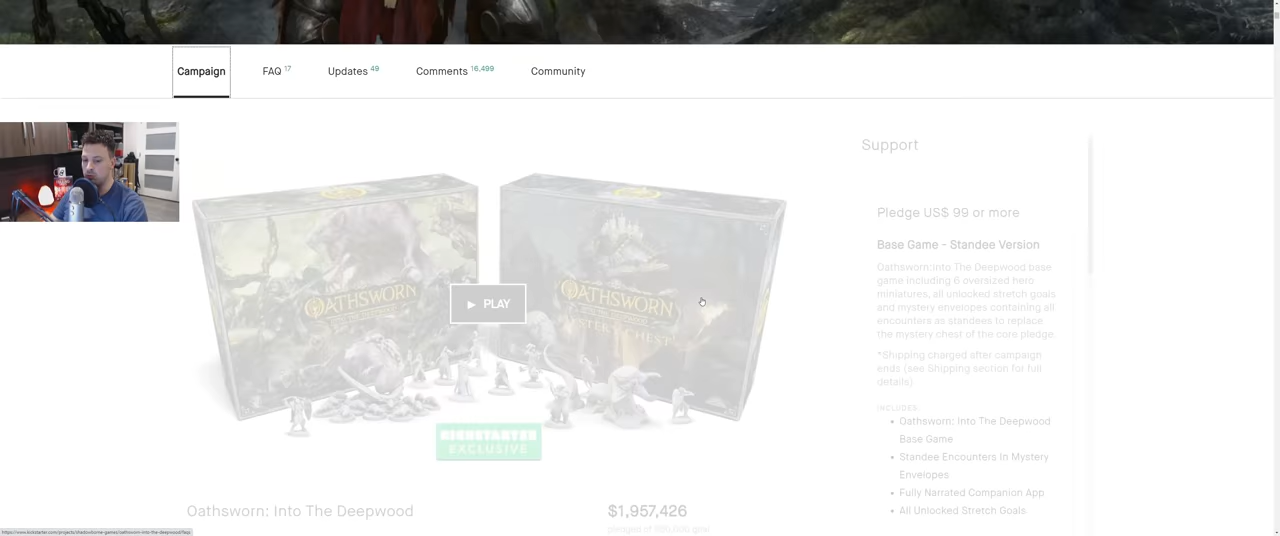 Campaign FAQ 17 Updates 49 Comments 16,499 Community
Support
Pledge US$ 99 or more
Base Game - Standee Version
Oathsworn:Into The Deepwood base
game including 6 oversized hero
miniatures, all unlocked stretch goals
and mystery envelopes containing all
encounters as standees to replace
the mystery chest of the core pledge.
*Shipping charged after campaign
ends (see Shipping section for full
details)
INCLUDES:
Oathsworn: Into The Deepwood
Base Game
Standee Encounters In Mystery
Envelopes
Fully Narrated Companion App
All Unlocked Stretch Goals
OATHSWORN
OATHSWORN
MYSTERY CHEST
PLAY
KICKSTARTER
EXCLUSIVE
Oathsworn: Into The Deepwood
$1,957,426